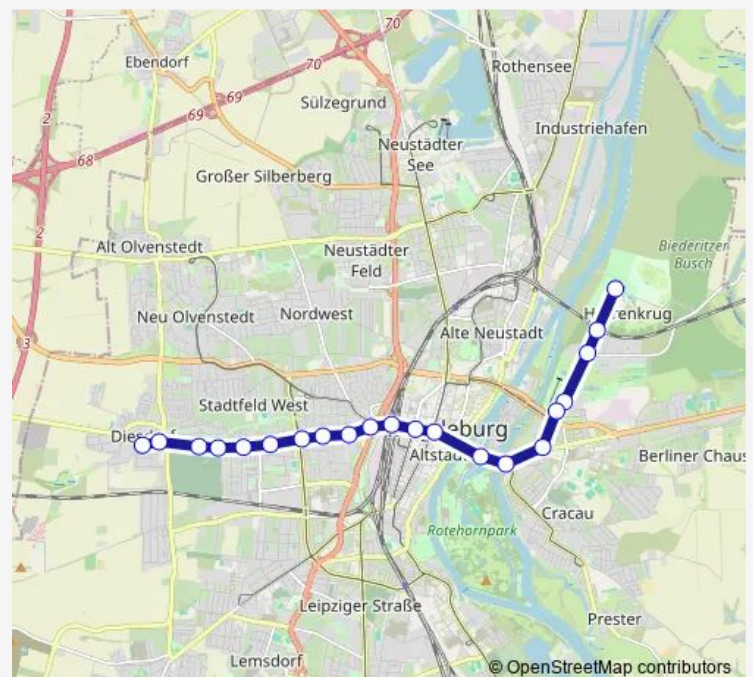 70
Ebendorf
70
Rothensee
69
Sülzegrund
2
69
Industriehafen
Neustädter
See
68
Großer Silberberg
2
Alt Olvenstedt
Biederitzer
Busch
Neustädter
Feld
Neu Olvenstedt
Nordwest
Alte Neustadt
3
Stadtfeld West
Berliner Chaus
Cracau
Rotehornpark
Leipziger Straße
Prester
Lemsdorf
© OpenStreetMap contributors